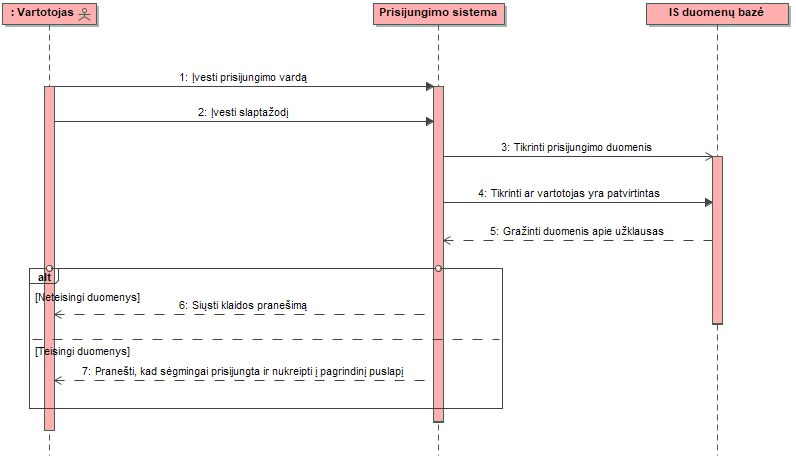 : Vartotojas
Prisijungimo sistema
IS duomenų bazė
1: Įvesti prisijungimo vardą
2: Įvesti slaptažodį
3: Tikrinti prisijungimo duomenis
4: Tikrinti ar vartotojas yra patvirtintas
5: Gražinti duomenis apie užklausas
alt
[Neteisingi duomenys]
6: Siųsti klaidos pranešimą
[Teisingi duomenys]
7: Pranešti, kad sėgmingai prisijungta ir nukreipti į pagrindinį puslapį